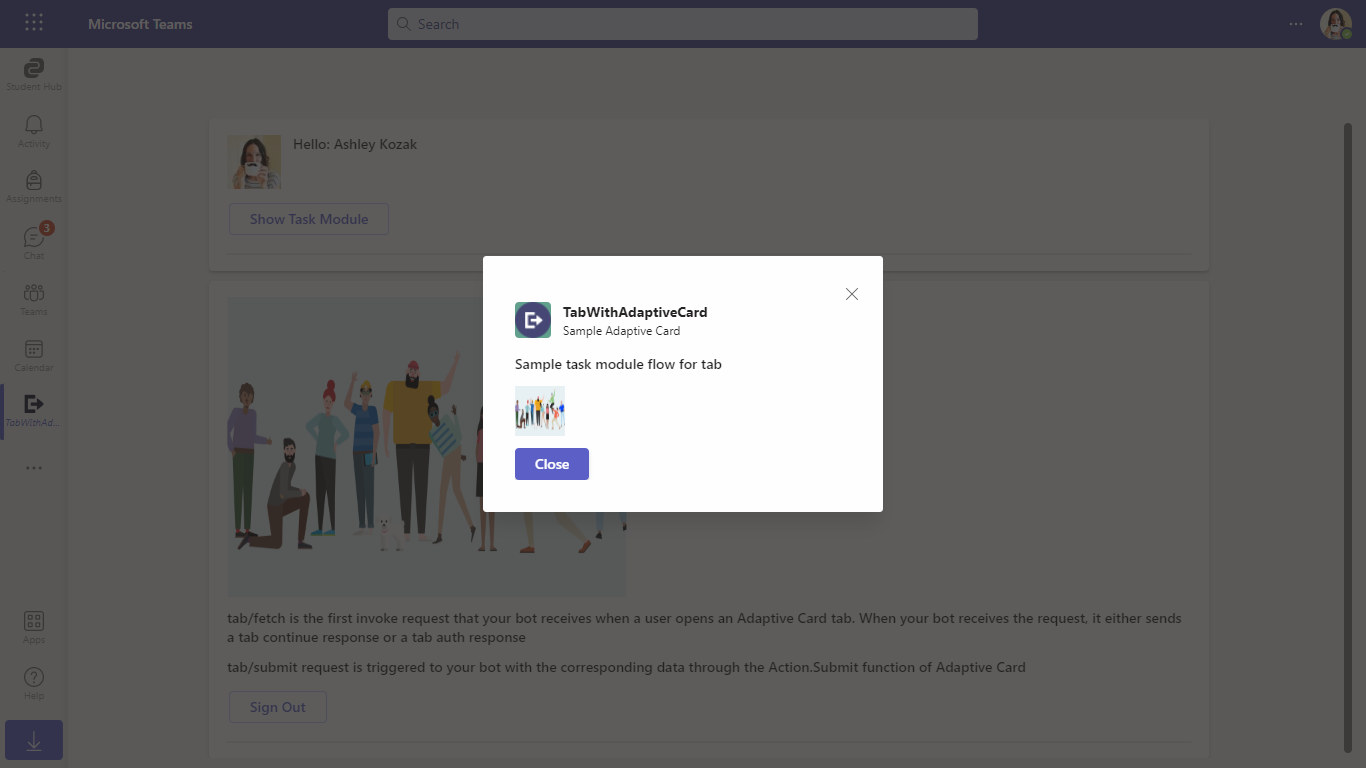 Microsoft Teams
Search
Student Hub
Activity
Assignments
3
Chat
Teams
Calendar
TabWithAd...
Apps
Help
Hello: Ashley Kozak
Show Task Module
TabWithAdaptiveCard
Sample Adaptive Card
Sample task module flow for tab
Close
tab/fetch is the first invoke request that your bot receives when a user opens an Adaptive Card tab. When your bot receives the request, it either sends
a tab continue response or a tab auth response
tab/submit request is triggered to your bot with the corresponding data through the Action.Submit function of Adaptive Card
Sign Out